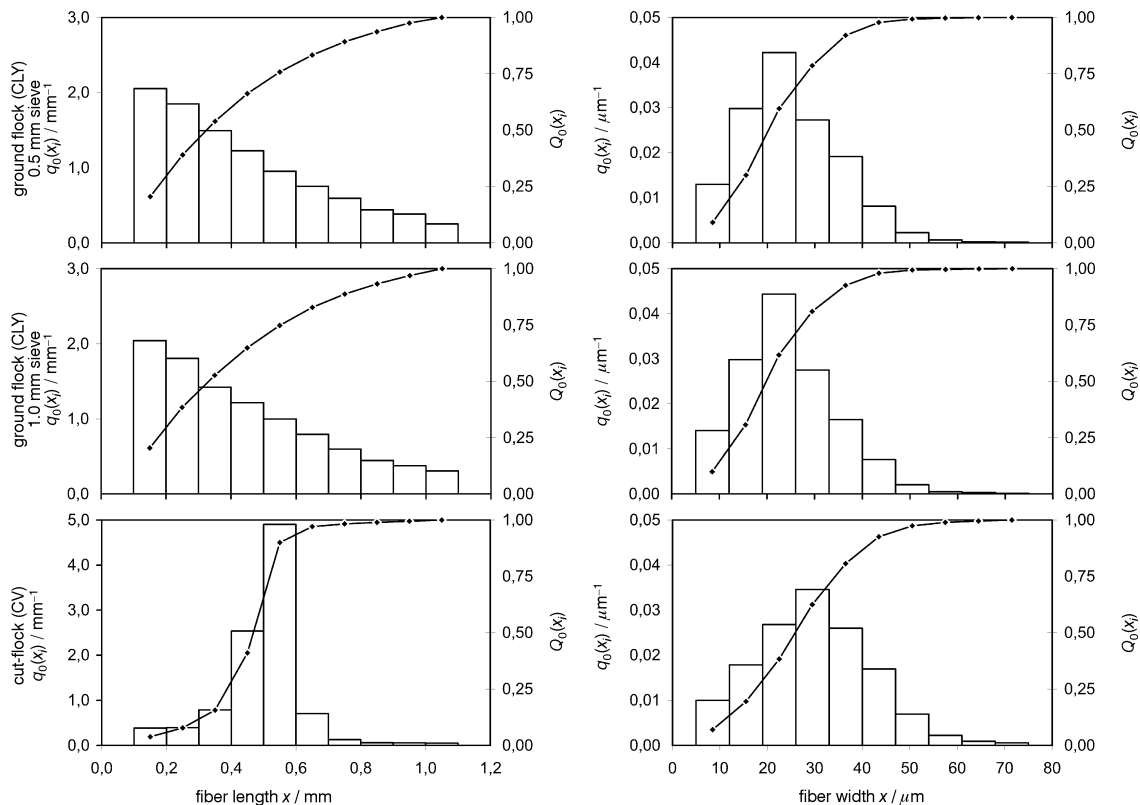 ground flock (CLY)
0.5 mm sieve
q0(xi) / mm−1
3,0
2,0
1,0
0,0
1,00
0,75
0,50
0,25
0,00
Q0(xi)
q0(xi) / μm−1
0,05
0,04
0,03
0,02
0,01
0,00
1,00
0,75
0,50
0,25
0,00
Q0(xi)
ground flock (CLY)
1.0 mm sieve
q0(xi) / mm−1
3,0
2,0
1,0
0,0
1,00
0,75
0,50
0,25
0,00
Q0(xi)
q0(xi) / μm−1
0,05
0,04
0,03
0,02
0,01
0,00
1,00
0,75
0,50
0,25
0,00
Q0(xi)
cut-flock (CV)
q0(xi) / mm−1
5,0
4,0
3,0
2,0
1,0
0,0
1,00
0,75
0,50
0,25
0,00
Q0(xi)
0,0 0,2 0,4 0,6 0,8 1,0 1,2
fiber length x / mm
q0(xi) / μm−1
0,05
0,04
0,03
0,02
0,01
0,00
1,00
0,75
0,50
0,25
0,00
Q0(xi)
0 10 20 30 40 50 60 70 80
fiber width x / μm